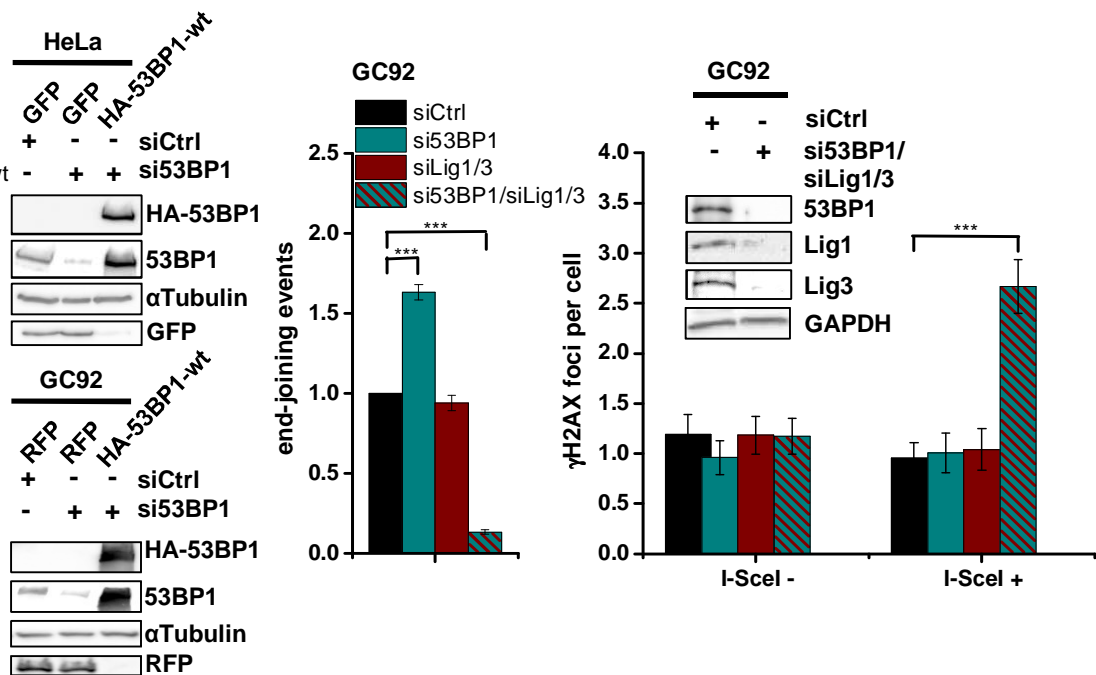 HeLa
GFP
GFP
HA-53BP1-wt
+ - - siCtrl
- + + si53BP1
HA-53BP1
53BP1
αTubulin
GFP
GC92
RFP
RFP
HA-53BP1-wt
+ - - siCtrl
- + + si53BP1
HA-53BP1
53BP1
αTubulin
RFP
GC92
siCtrl
si53BP1
siLig1/3
si53BP1/siLig1/3
end-joining events
2.5
2.0
1.5
1.0
0.5
0.0
***
***
GC92
+ - siCtrl
- + si53BP1/
siLig1/3
53BP1
Lig1
Lig3
GAPDH
γH2AX foci per cell
4.0
3.5
3.0
2.5
2.0
1.5
1.0
0.5
0.0
***
I-SceI -
I-SceI +